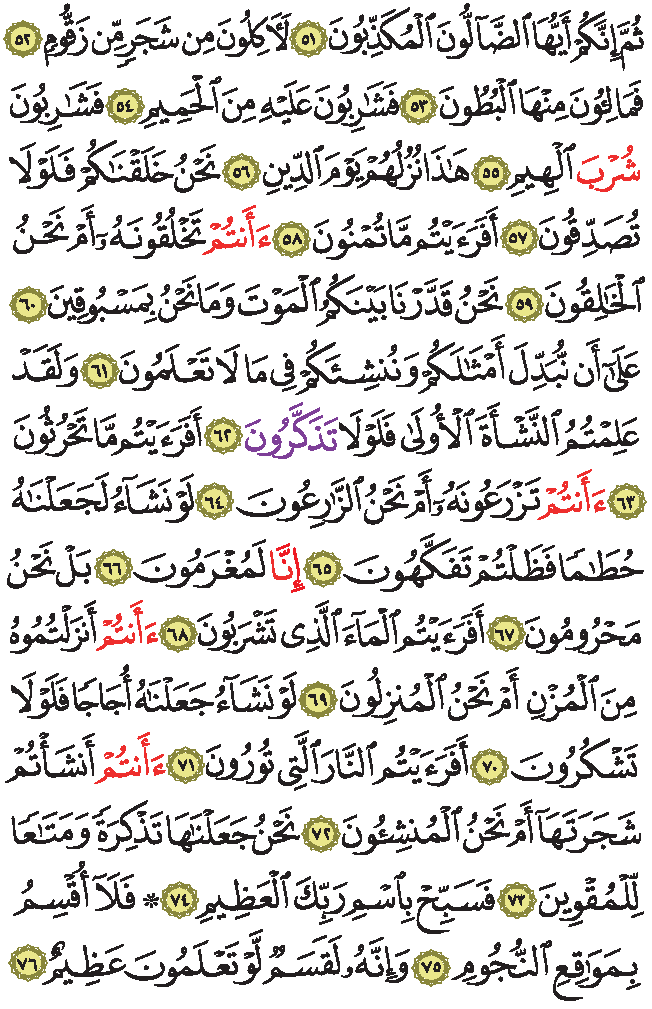 ثُمَّ إِنَّكُمْ أَيُّهَا ٱلضَّآلُّونَ ٱلْمُكَذِّبُونَ ٥١ لَآكِلُونَ مِن شَجَرٍ مِّن زَقُّومٍ ٥٢
فَمَالِـُٔونَ مِنْهَا ٱلْبُطُونَ ٥٣ فَشَٰرِبُونَ عَلَيْهِ مِنَ ٱلْحَمِيمِ ٥٤ فَشَٰرِبُونَ
شُرْبَ ٱلْهِيمِ ٥٥ هَٰذَا نُزُلُهُمْ يَوْمَ ٱلدِّينِ ٥٦ نَحْنُ خَلَقْنَٰكُمْ فَلَوْلَا
تُصَدِّقُونَ ٥٧ أَفَرَءَيْتُم مَّا تُمْنُونَ ٥٨ ءَأَنتُمْ تَخْلُقُونَهُۥٓ أَمْ نَحْنُ
ٱلْخَٰلِقُونَ ٥٩ نَحْنُ قَدَّرْنَا بَيْنَكُمُ ٱلْمَوْتَ وَمَا نَحْنُ بِمَسْبُوقِينَ ٦٠
عَلَىٰٓ أَن نُّبَدِّلَ أَمْثَٰلَكُمْ وَنُنشِئَكُمْ فِى مَا لَا تَعْلَمُونَ ٦١ وَلَقَدْ
عَلِمْتُمُ ٱلنَّشْأَةَ ٱلْأُولَىٰ فَلَوْلَا تَذَكَّرُونَ ٦٢ أَفَرَءَيْتُم مَّا تَحْرُثُونَ
٦٣ ءَأَنتُمْ تَزْرَعُونَهُۥٓ أَمْ نَحْنُ ٱلزَّٰرِعُونَ ٦٤ لَوْ نَشَآءُ لَجَعَلْنَٰهُ
حُطَٰمًا فَظَلْتُمْ تَفَكَّهُونَ ٦٥ إِنَّا لَمُغْرَمُونَ ٦٦ بَلْ نَحْنُ
مَحْرُومُونَ ٦٧ أَفَرَءَيْتُمُ ٱلْمَآءَ ٱلَّذِى تَشْرَبُونَ ٦٨ ءَأَنتُمْ أَنزَلْتُمُوهُ
مِنَ ٱلْمُزْنِ أَمْ نَحْنُ ٱلْمُنزِلُونَ ٦٩ لَوْ نَشَآءُ جَعَلْنَٰهُ أُجَاجًا فَلَوْلَا
تَشْكُرُونَ ٧٠ أَفَرَءَيْتُمُ ٱلنَّارَ ٱلَّتِى تُورُونَ ٧١ ءَأَنتُمْ أَنشَأْتُمْ
شَجَرَتَهَآ أَمْ نَحْنُ ٱلْمُنشِـُٔونَ ٧٢ نَحْنُ جَعَلْنَٰهَا تَذْكِرَةً وَمَتَٰعًا
لِّلْمُقْوِينَ ٧٣ فَسَبِّحْ بِٱسْمِ رَبِّكَ ٱلْعَظِيمِ ٧٤ * فَلَآ أُقْسِمُ
بِمَوَٰقِعِ ٱلنُّجُومِ ٧٥ وَإِنَّهُۥ لَقَسَمٌ لَّوْ تَعْلَمُونَ عَظِيمٌ ٧٦